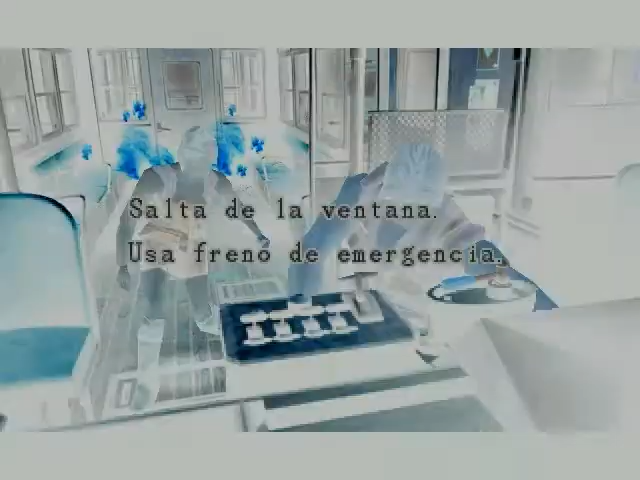 Salta de la ventana.
Usa freno de emergencia.